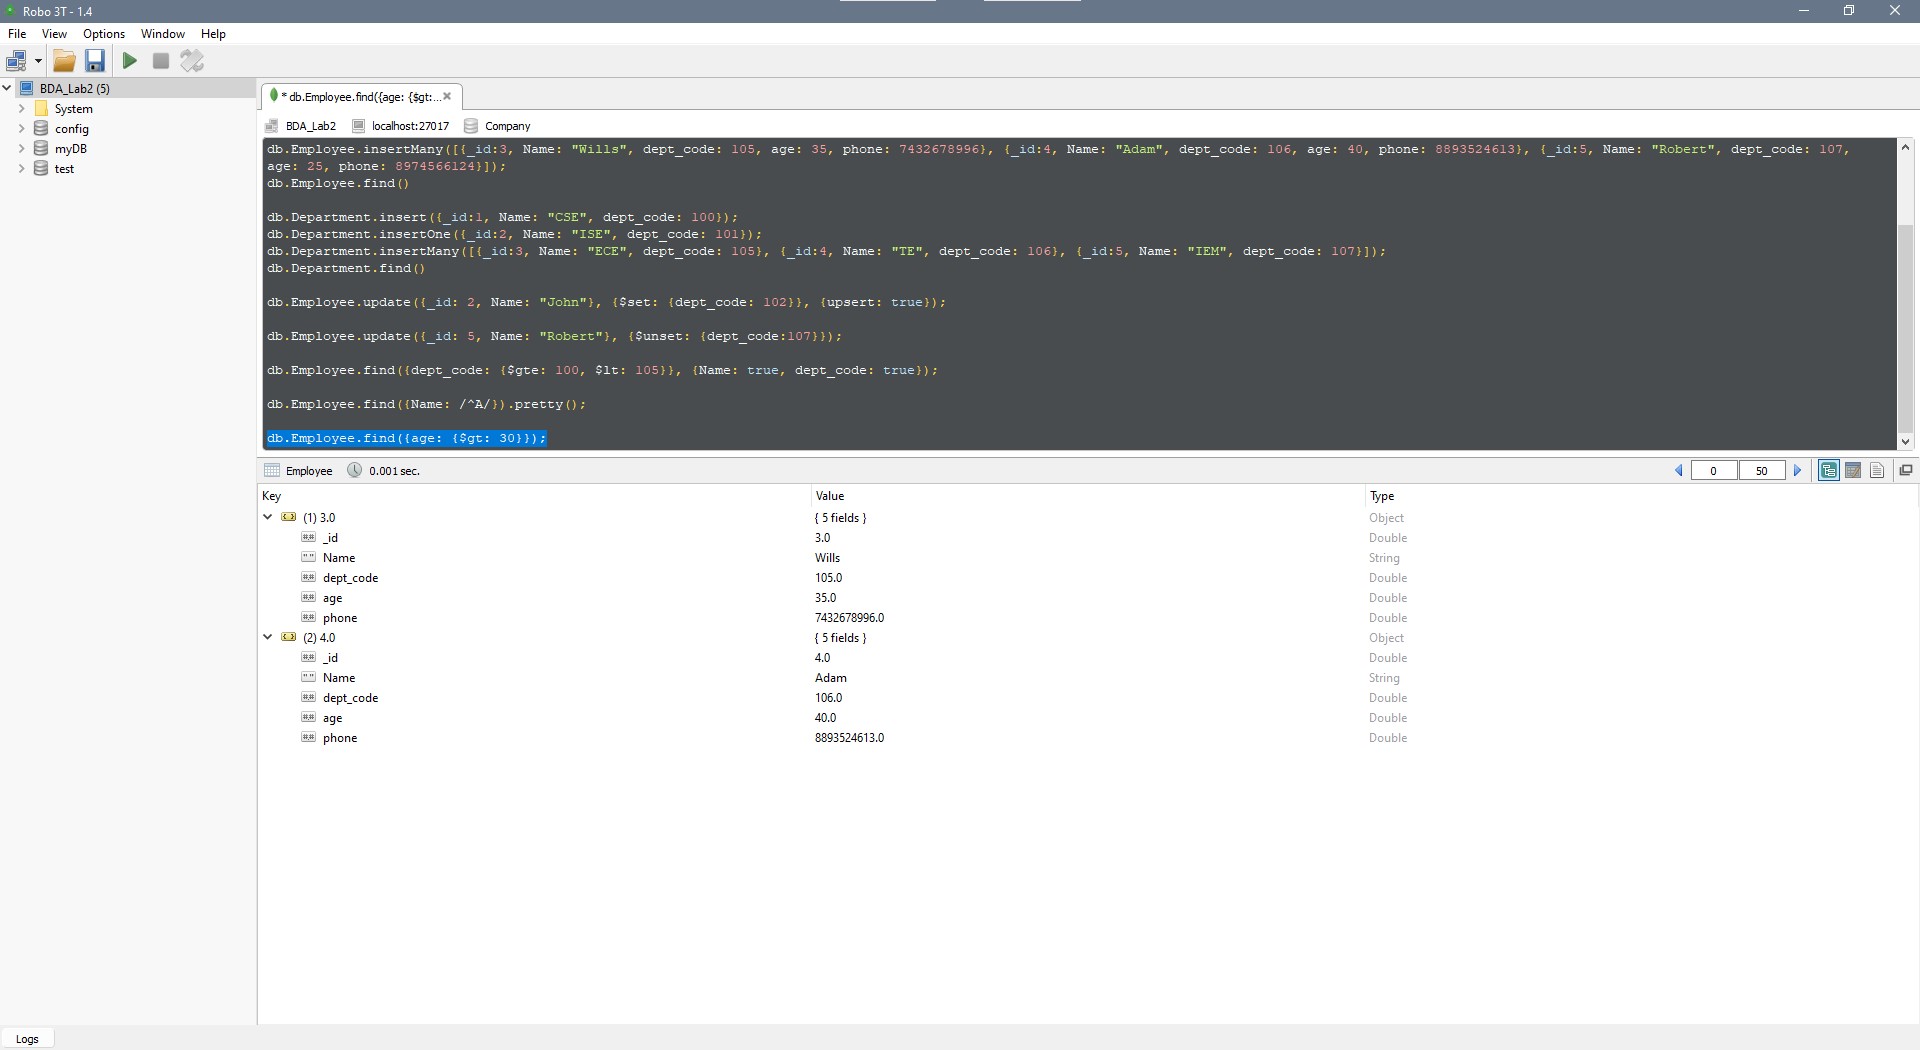 Robo 3T - 1.4
File View Options Window Help
BDA_Lab2 (5)
System
config
myDB
test
* db.Employee.find({age: {$gt:...
BDA_Lab2 localhost:27017 Company
db.Employee.insertMany([{_id:3, Name: "Wills", dept_code: 105, age: 35, phone: 7432678996}, {_id:4, Name: "Adam", dept_code: 106, age: 40, phone: 8893524613}, {_id:5, Name: "Robert", dept_code: 107,
age: 25, phone: 8974566124}]);
db.Employee.find()
db.Department.insert({_id:1, Name: "CSE", dept_code: 100});
db.Department.insertOne({_id:2, Name: "ISE", dept_code: 101});
db.Department.insertMany([{_id:3, Name: "ECE", dept_code: 105}, {_id:4, Name: "TE", dept_code: 106}, {_id:5, Name: "IEM", dept_code: 107}]);
db.Department.find()
db.Employee.update({_id: 2, Name: "John"}, {$set: {dept_code: 102}}, {upsert: true});
db.Employee.update({_id: 5, Name: "Robert"}, {$unset: {dept_code:107}});
db.Employee.find({dept_code: {$gte: 100, $lt: 105}}, {Name: true, dept_code: true});
db.Employee.find({Name: /^A/}).pretty();
db.Employee.find({age: {$gt: 30}});
Employee 0.001 sec. 0 50
Key Value Type
(1) 3.0 { 5 fields } Object
_id 3.0 Double
Name Wills String
dept_code 105.0 Double
age 35.0 Double
phone 7432678996.0 Double
(2) 4.0 { 5 fields } Object
_id 4.0 Double
Name Adam String
dept_code 106.0 Double
age 40.0 Double
phone 8893524613.0 Double
Logs